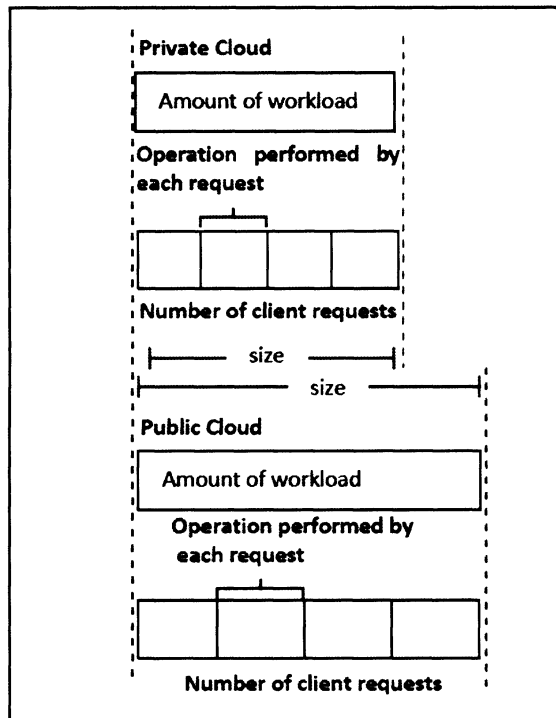 Private Cloud
Amount of workload
Operation performed by
each request
Number of client requests
size
size
Public Cloud
Amount of workload
Operation performed by
each request
Number of client requests